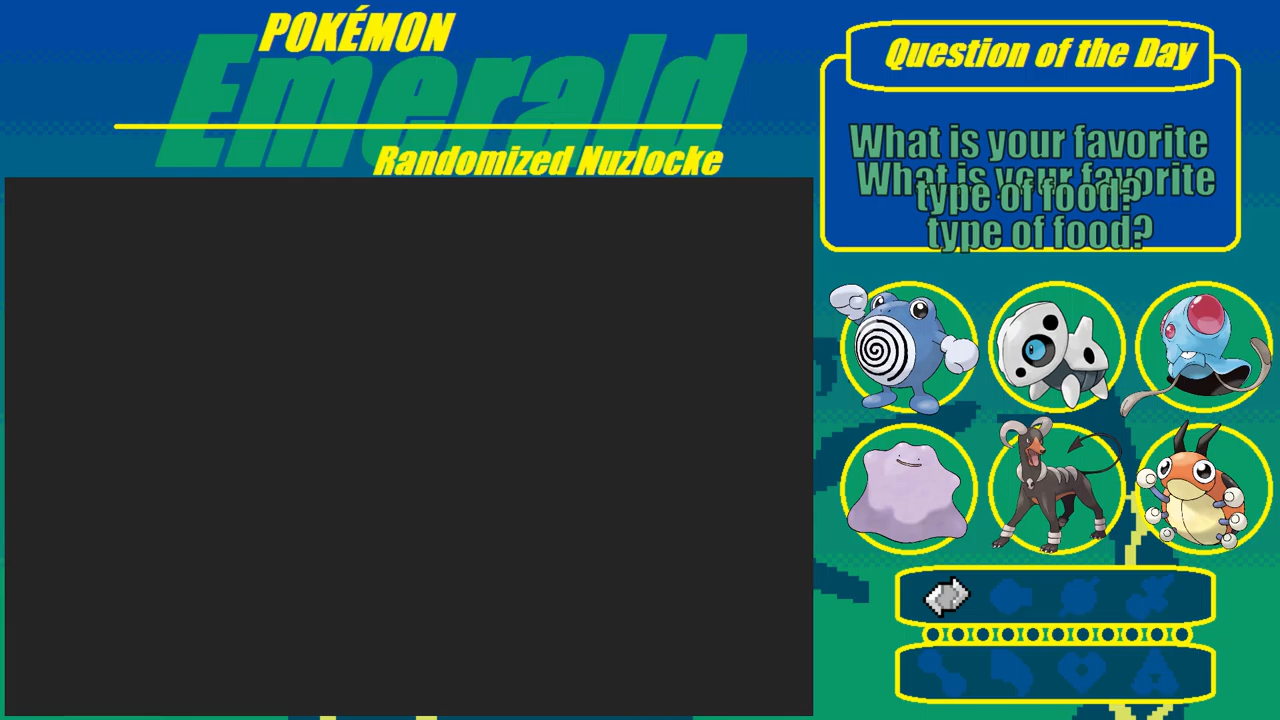 POKÉMON
Emerald
Randomized Nuzlocke
Question of the Day
What is your favorite
What is your favorite
type of food?
type of food?